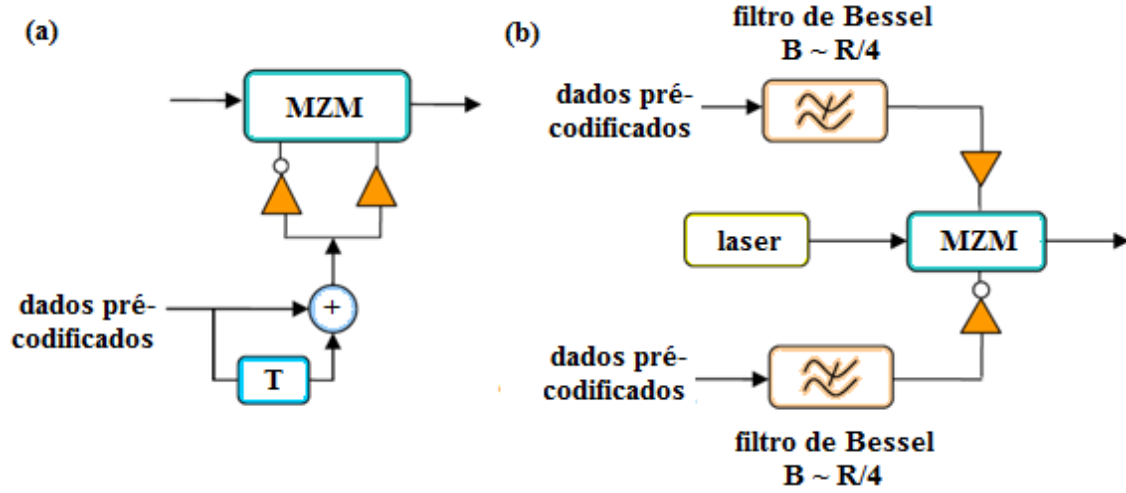 (a)
MZM
dados pré-
codificados
+
T
(b)
filtro de Bessel
B ~ R/4
dados pré-
codificados
laser
MZM
dados pré-
codificados
filtro de Bessel
B ~ R/4